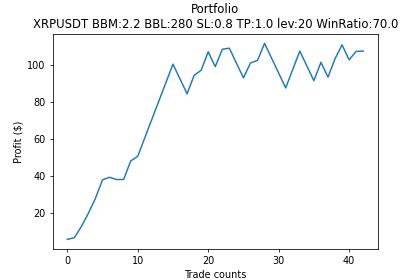 Portfolio
XRPUSDT BBM:2.2 BBL:280 SL:0.8 TP:1.0 lev:20 WinRatio:70.0
Profit ($)
100
80
60
40
20
0
10
20
30
40
Trade counts